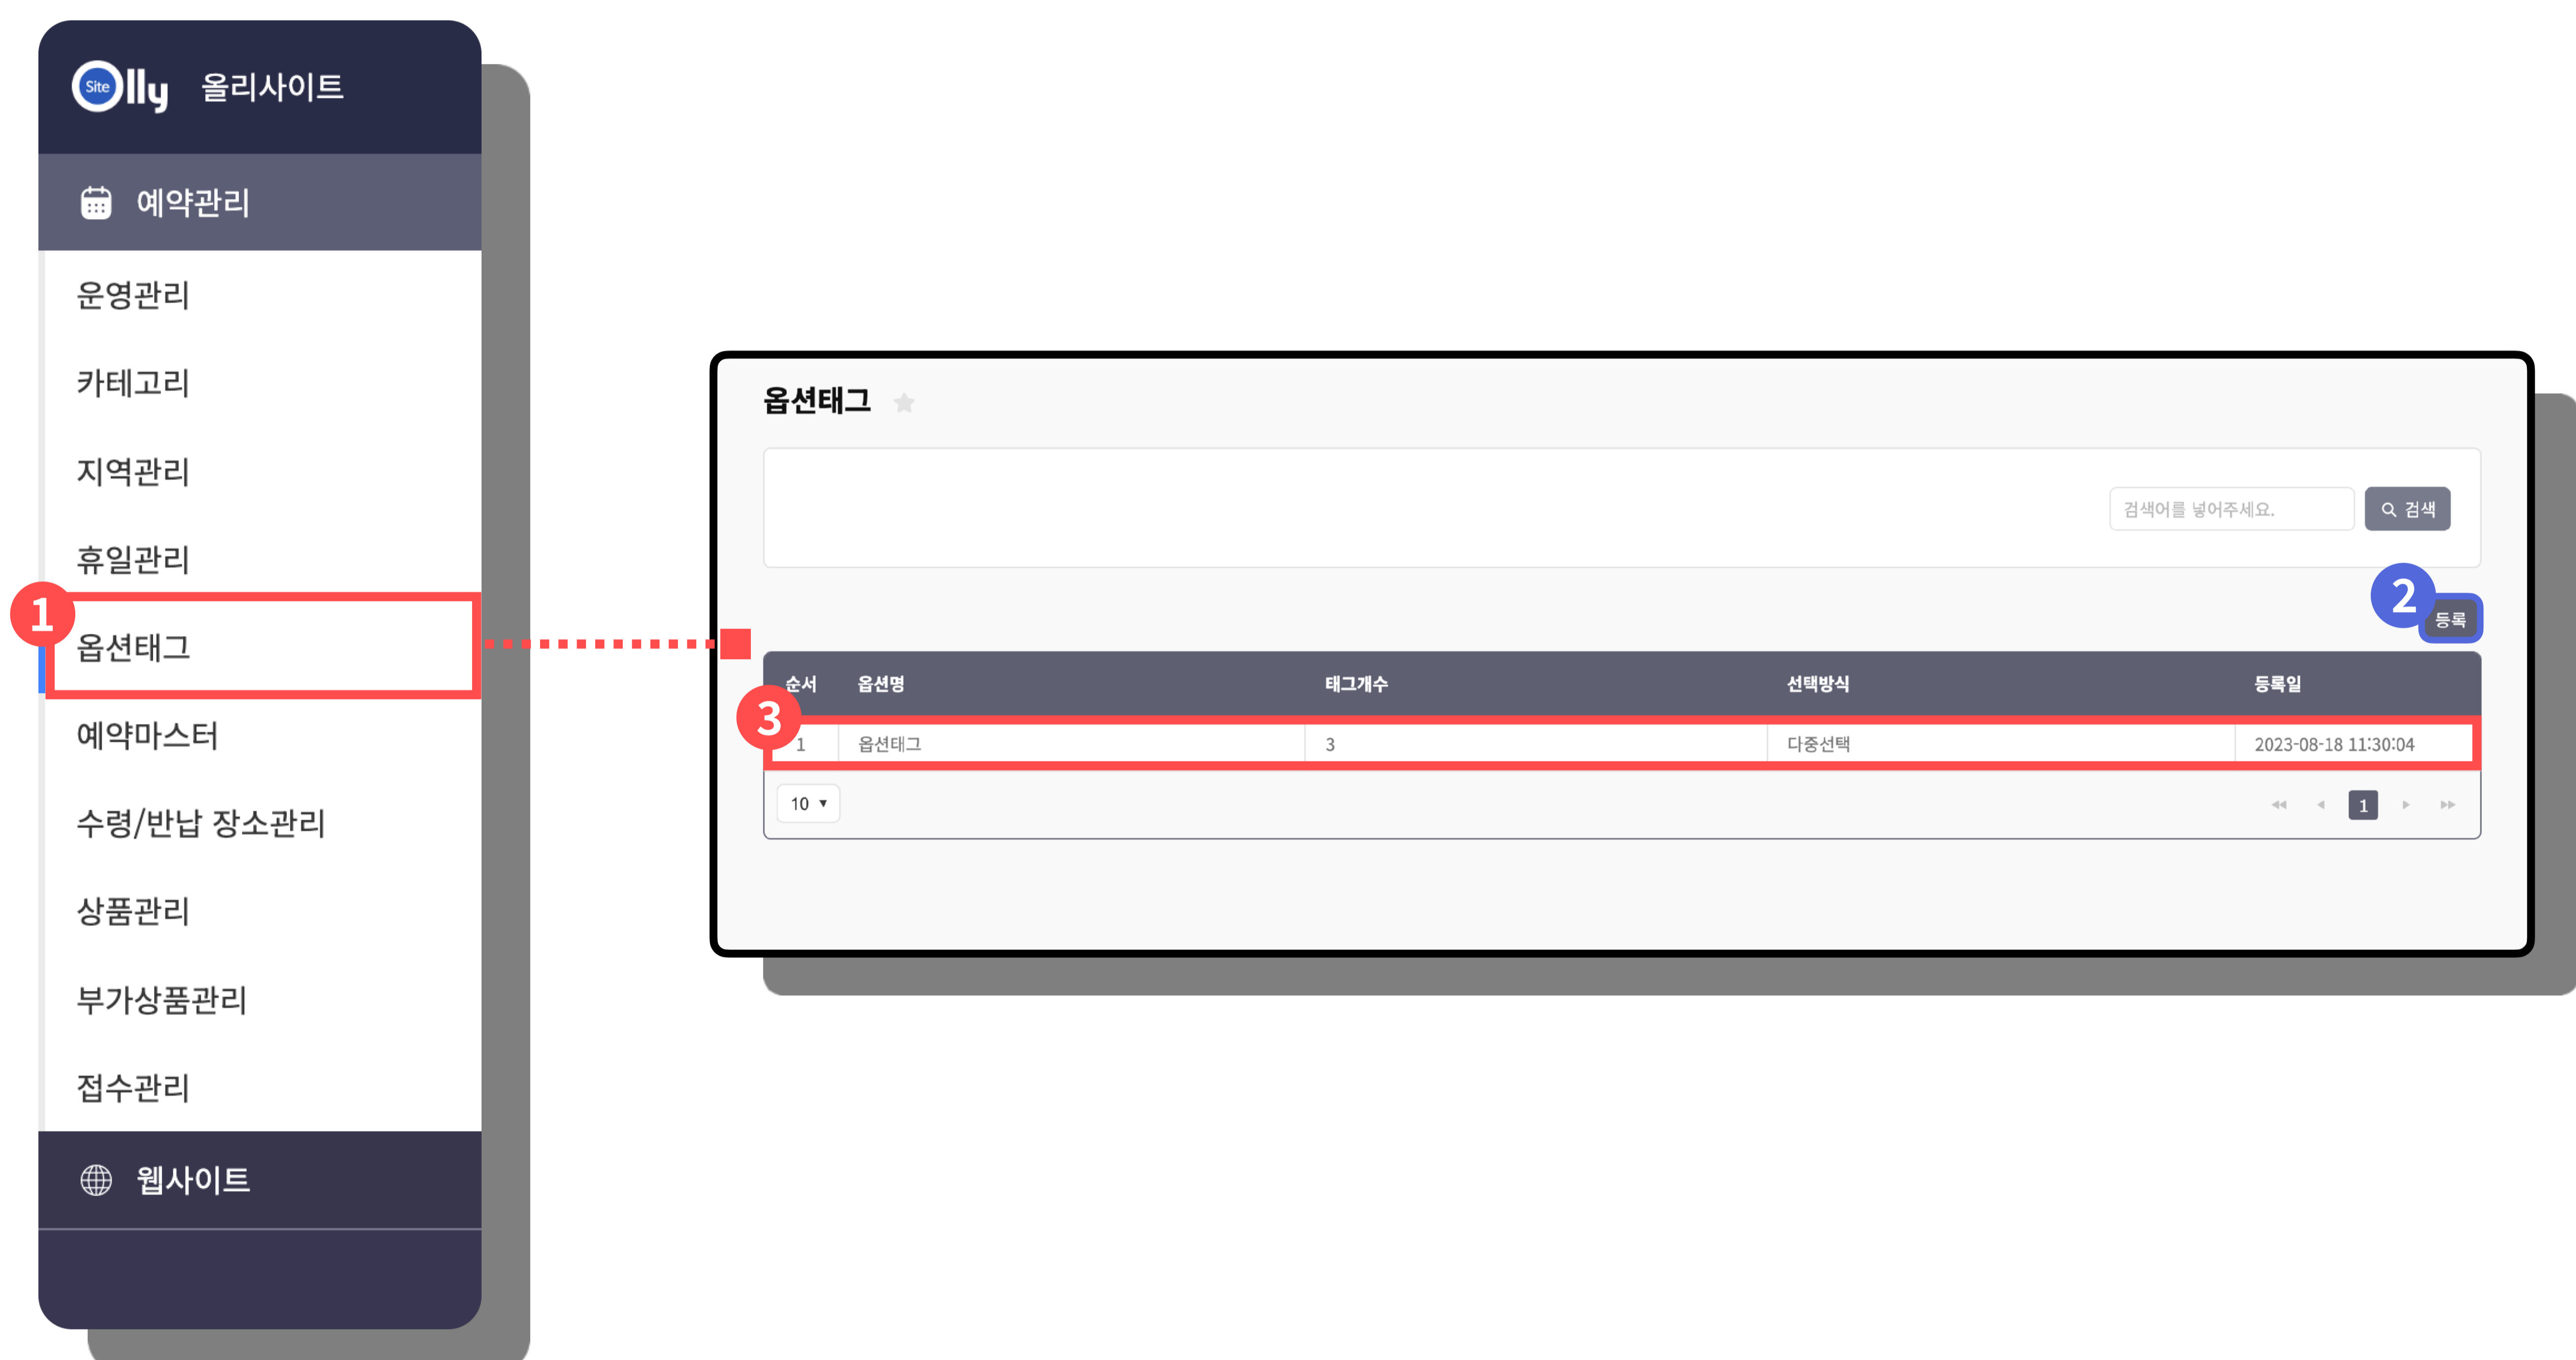 Site Olly 올리사이트
예약관리
운영관리
카테고리
지역관리
휴일관리
1
옵션태그
예약마스터
수령/반납 장소관리
상품관리
부가상품관리
접수관리
웹사이트
옵션태그
검색어를 넣어주세요. 검색
2
등록
순서 옵션명 태그개수 선택방식 등록일
3
1 옵션태그 3 다중선택 2023-08-18 11:30:04
10 ▼ 1